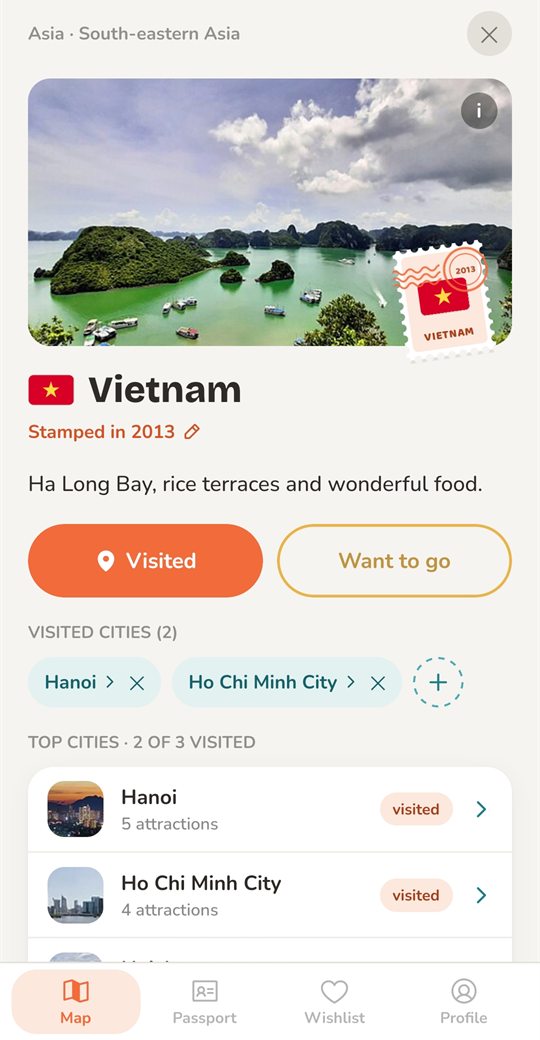 Asia · South-eastern Asia
i
2013
VIETNAM
Vietnam
Stamped in 2013
Ha Long Bay, rice terraces and wonderful food.
Visited
Want to go
VISITED CITIES (2)
Hanoi
Ho Chi Minh City
TOP CITIES · 2 OF 3 VISITED
Hanoi
visited
5 attractions
Ho Chi Minh City
visited
4 attractions
Map
Passport
Wishlist
Profile